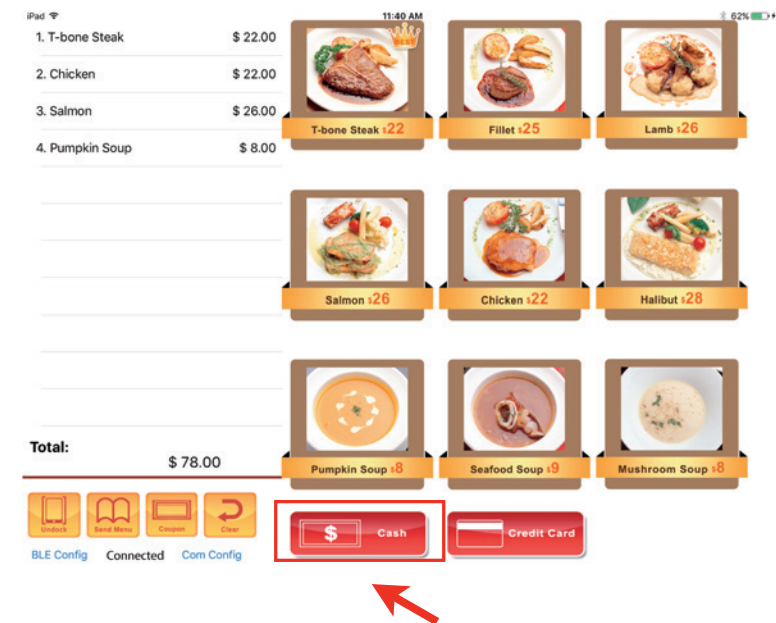 iPad 11:40 AM 62%
1. T-bone Steak $ 22.00
2. Chicken $ 22.00
3. Salmon $ 26.00
4. Pumpkin Soup $ 8.00
Total:
$ 78.00
Undock Send Menu Coupon Clear
BLE Config Connected Com Config
BEST
T-bone Steak $22 Fillet $25 Lamb $26
Salmon $26 Chicken $22 Halibut $28
Pumpkin Soup $8 Seafood Soup $9 Mushroom Soup $8
$ Cash Credit Card